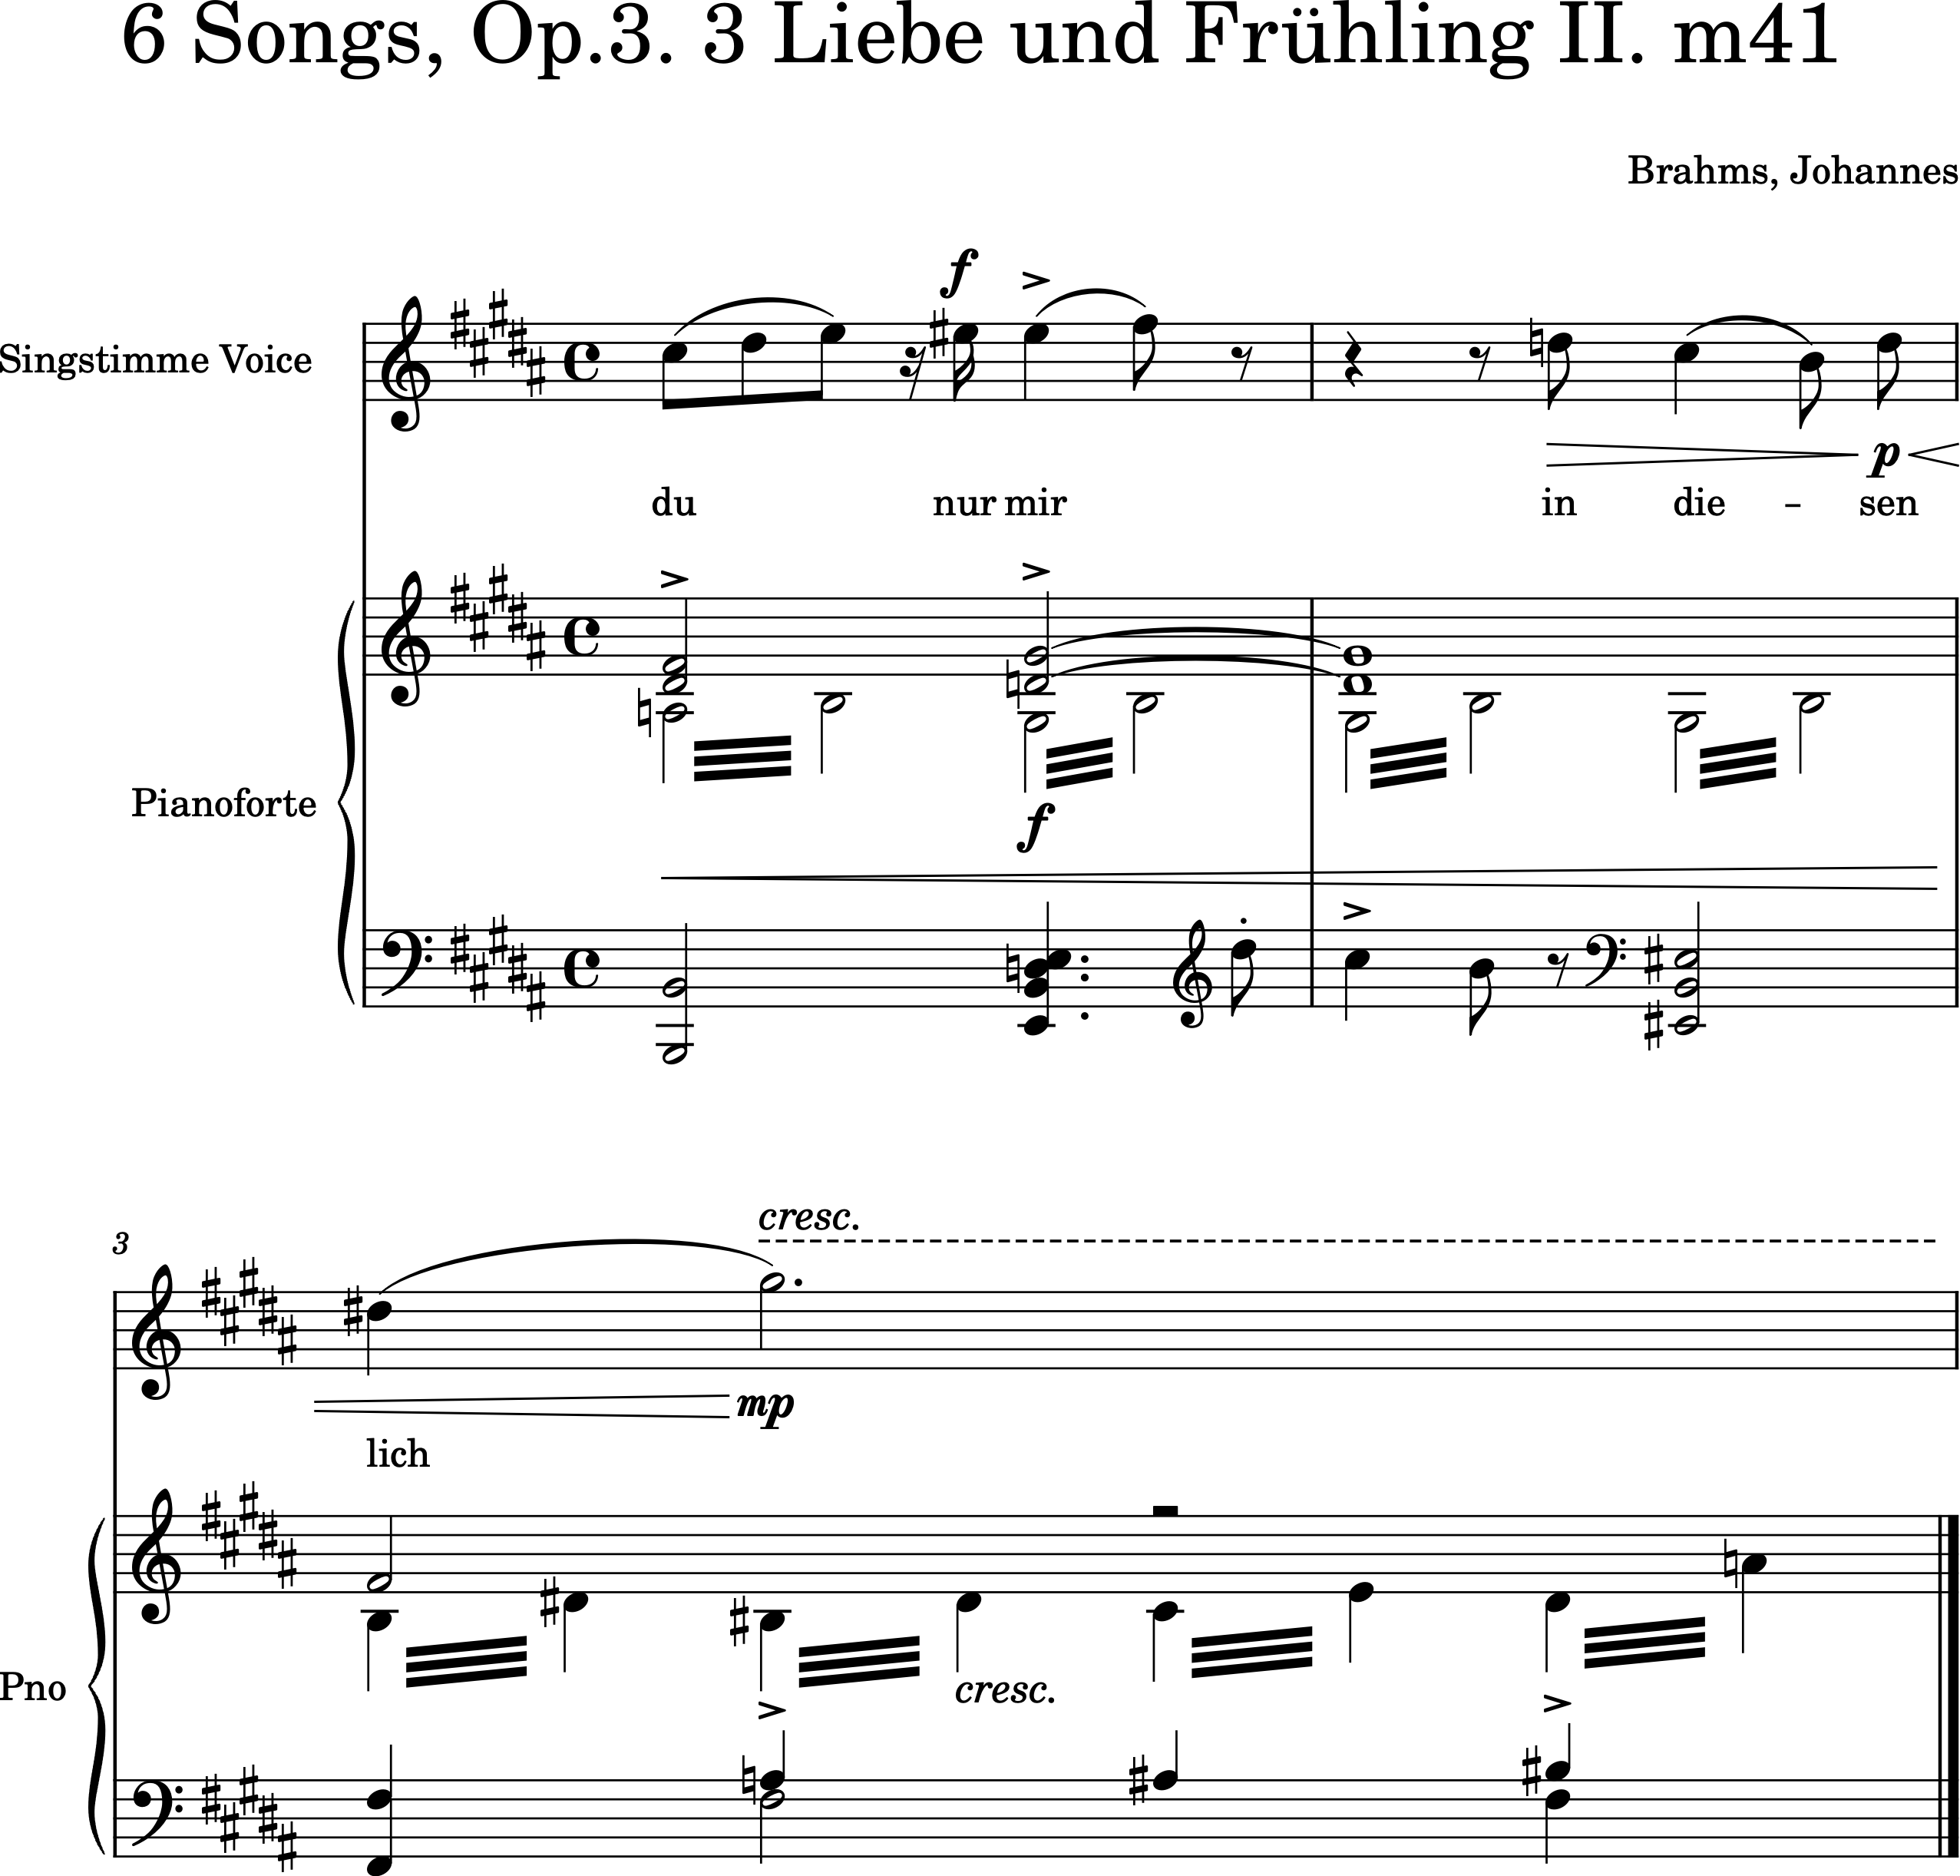 6 Songs, Op.3. 3 Liebe und Frühling II. m41
Brahms, Johannes
Singstimme Voice
f
p
du nur mir in die - sen
Pianoforte
f
3
cresc.
mp
lich
Pno
cresc.